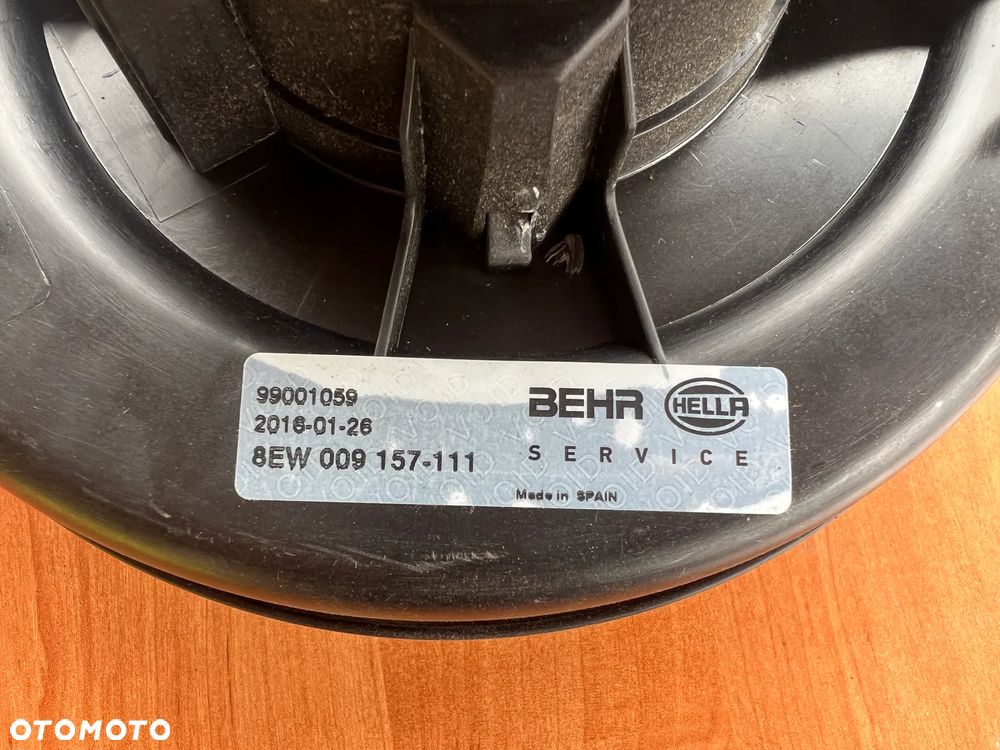 99001059
2016-01-26
8EW 009 157-111
BEHR HELLA
SERVICE
Made in SPAIN
OTOMOTO